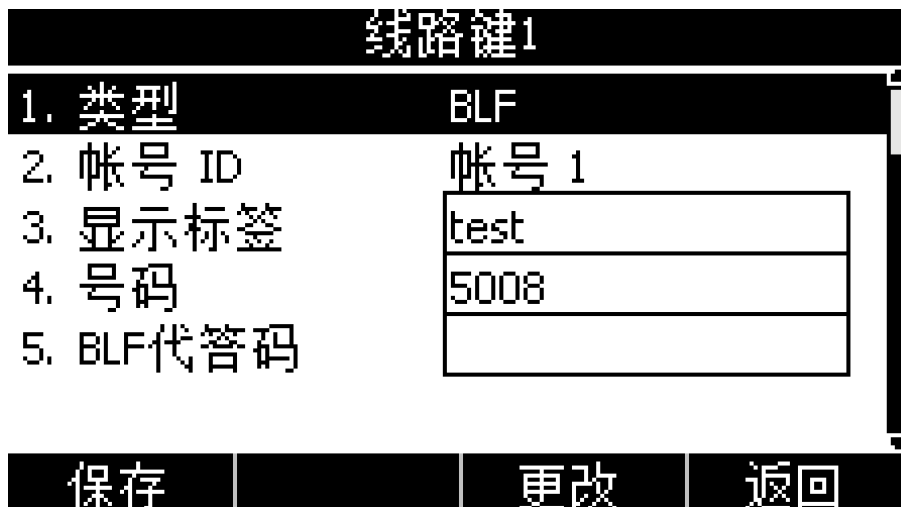 线路键1
1. 类型 BLF
2. 帐号 ID 帐号 1
3. 显示标签 test
4. 号码 5008
5. BLF代答码
保存 更改 返回